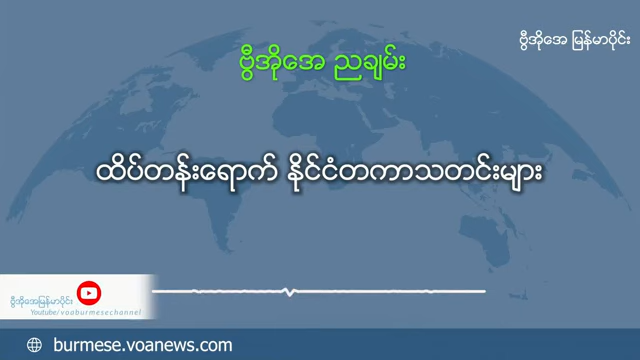 ဗွီအိုအေ မြန်မာပိုင်း
ဗွီအိုအေ ညချမ်း
ထိပ်တန်းရောက် နိုင်ငံတကာသတင်းများ
ဗွီအိုအေမြန်မာပိုင်း
Youtube/voaburmesechannel
burmese.voanews.com